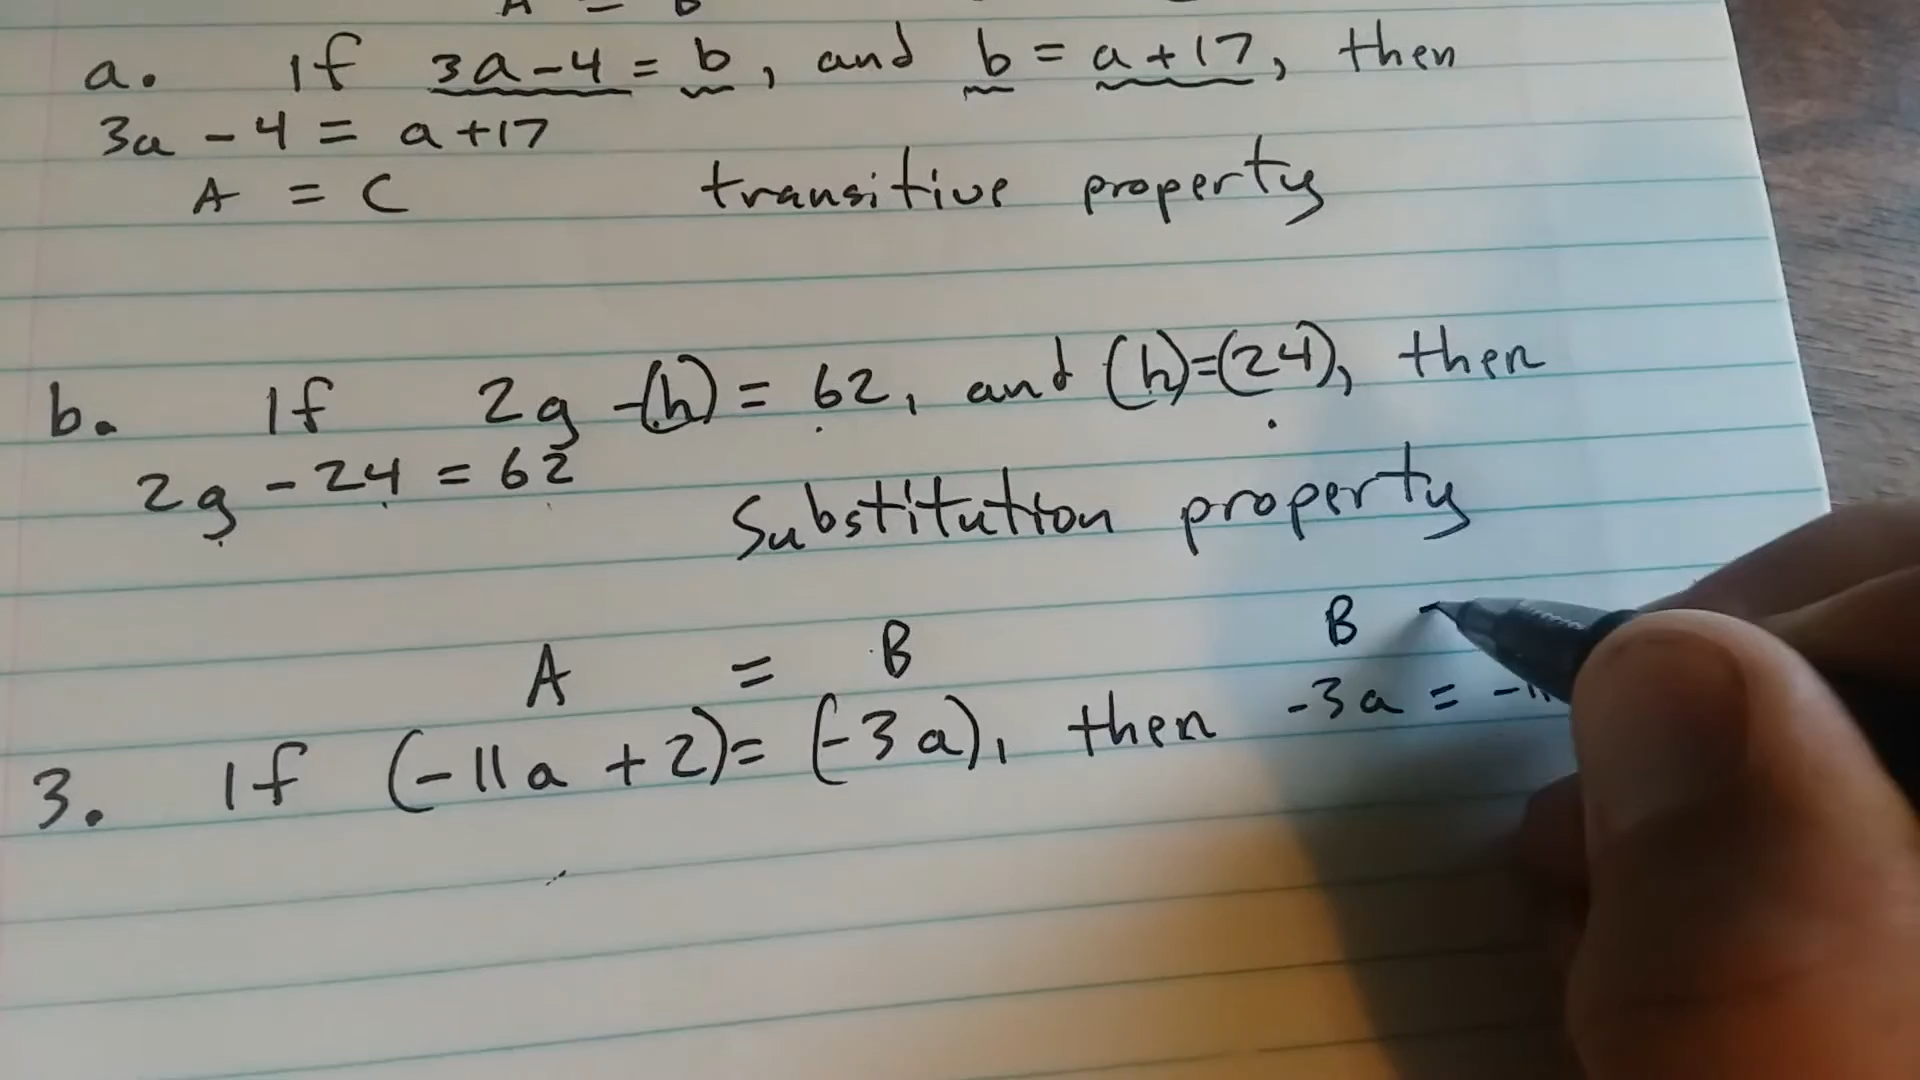 A = B
a. If 3a-4 = b, and b = a+17, then
3a - 4 = a+17
A = C transitive property
b. If 2g -(h) = 62, and (h)=(24), then
2g - 24 = 62
Substitution property
A = B B
3. If (-11a + 2) = (-3a), then -3a = -11